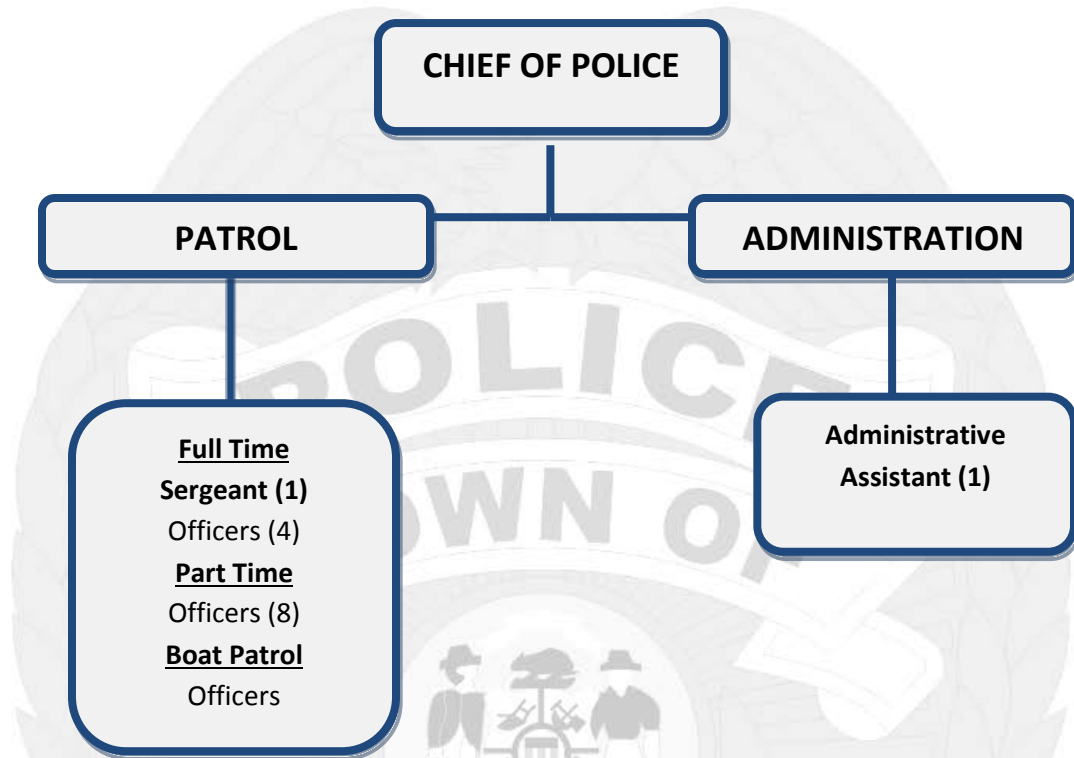 CHIEF OF POLICE
PATROL
ADMINISTRATION
Full Time
Sergeant (1)
Officers (4)
Part Time
Officers (8)
Boat Patrol
Officers
Administrative
Assistant (1)
POLICE
TOWN OF